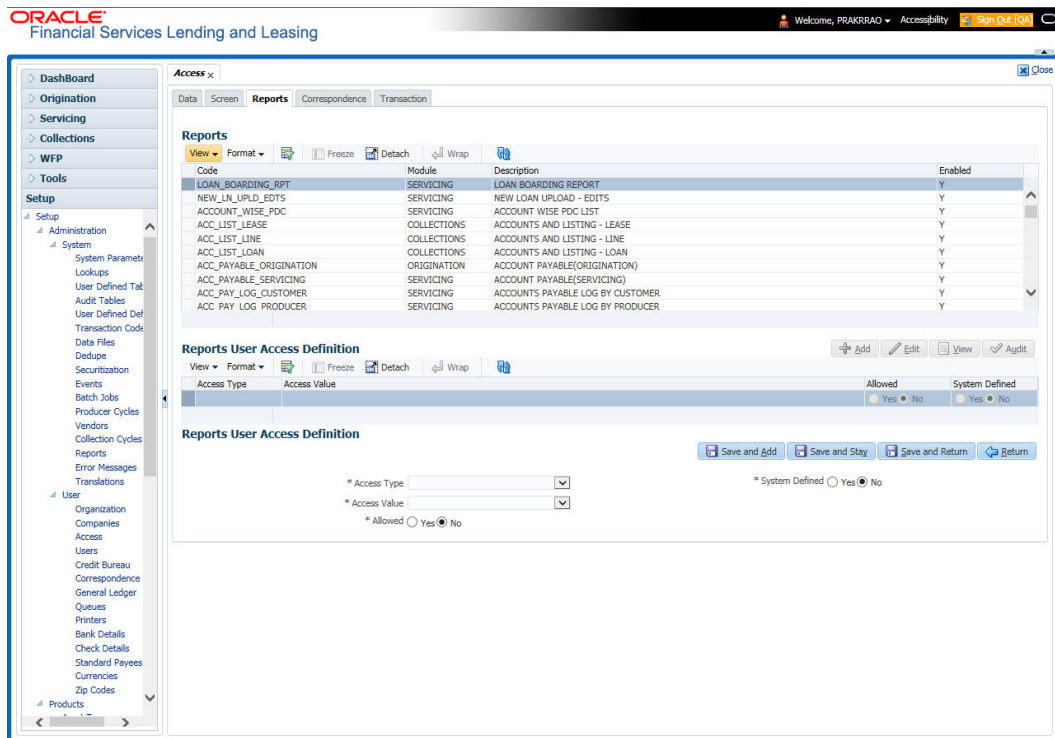 ORACLE
Financial Services Lending and Leasing
Welcome, PRAKRRAO Accessibility Sign Out (QA)
Close
DashBoard
Origination
Servicing
Collections
WFP
Tools
Setup
Setup
Administration
System
System Paramete
Lookups
User Defined Tab
Audit Tables
User Defined Def
Transaction Code
Data Files
Dedupe
Securitization
Events
Batch Jobs
Producer Cycles
Vendors
Collection Cycles
Reports
Error Messages
Translations
User
Organization
Companies
Access
Users
Credit Bureau
Correspondence
General Ledger
Queues
Printers
Bank Details
Check Details
Standard Payees
Currencies
Zip Codes
Products
Access x
Data Screen Reports Correspondence Transaction
Reports
View Format Freeze Detach Wrap
Code Module Description Enabled
LOAN_BOARDING_RPT SERVICING LOAN BOARDING REPORT Y
NEW_LN_UPLD_EDTS SERVICING NEW LOAN UPLOAD - EDITS Y
ACCOUNT_WISE_PDC SERVICING ACCOUNT WISE PDC LIST Y
ACC_LIST_LEASE COLLECTIONS ACCOUNTS AND LISTING - LEASE Y
ACC_LIST_LINE COLLECTIONS ACCOUNTS AND LISTING - LINE Y
ACC_LIST_LOAN COLLECTIONS ACCOUNTS AND LISTING - LOAN Y
ACC_PAYABLE_ORIGINATION ORIGINATION ACCOUNT PAYABLE(ORIGINATION) Y
ACC_PAYABLE_SERVICING SERVICING ACCOUNT PAYABLE(SERVICING) Y
ACC_PAY_LOG_CUSTOMER SERVICING ACCOUNTS PAYABLE LOG BY CUSTOMER Y
ACC_PAY_LOG_PRODUCER SERVICING ACCOUNTS PAYABLE LOG BY PRODUCER Y
Reports User Access Definition
Add Edit View Audit
View Format Freeze Detach Wrap
Access Type Access Value Allowed System Defined
Yes No Yes No
Reports User Access Definition
Save and Add Save and Stay Save and Return Return
* Access Type
* System Defined Yes No
* Access Value
* Allowed Yes No